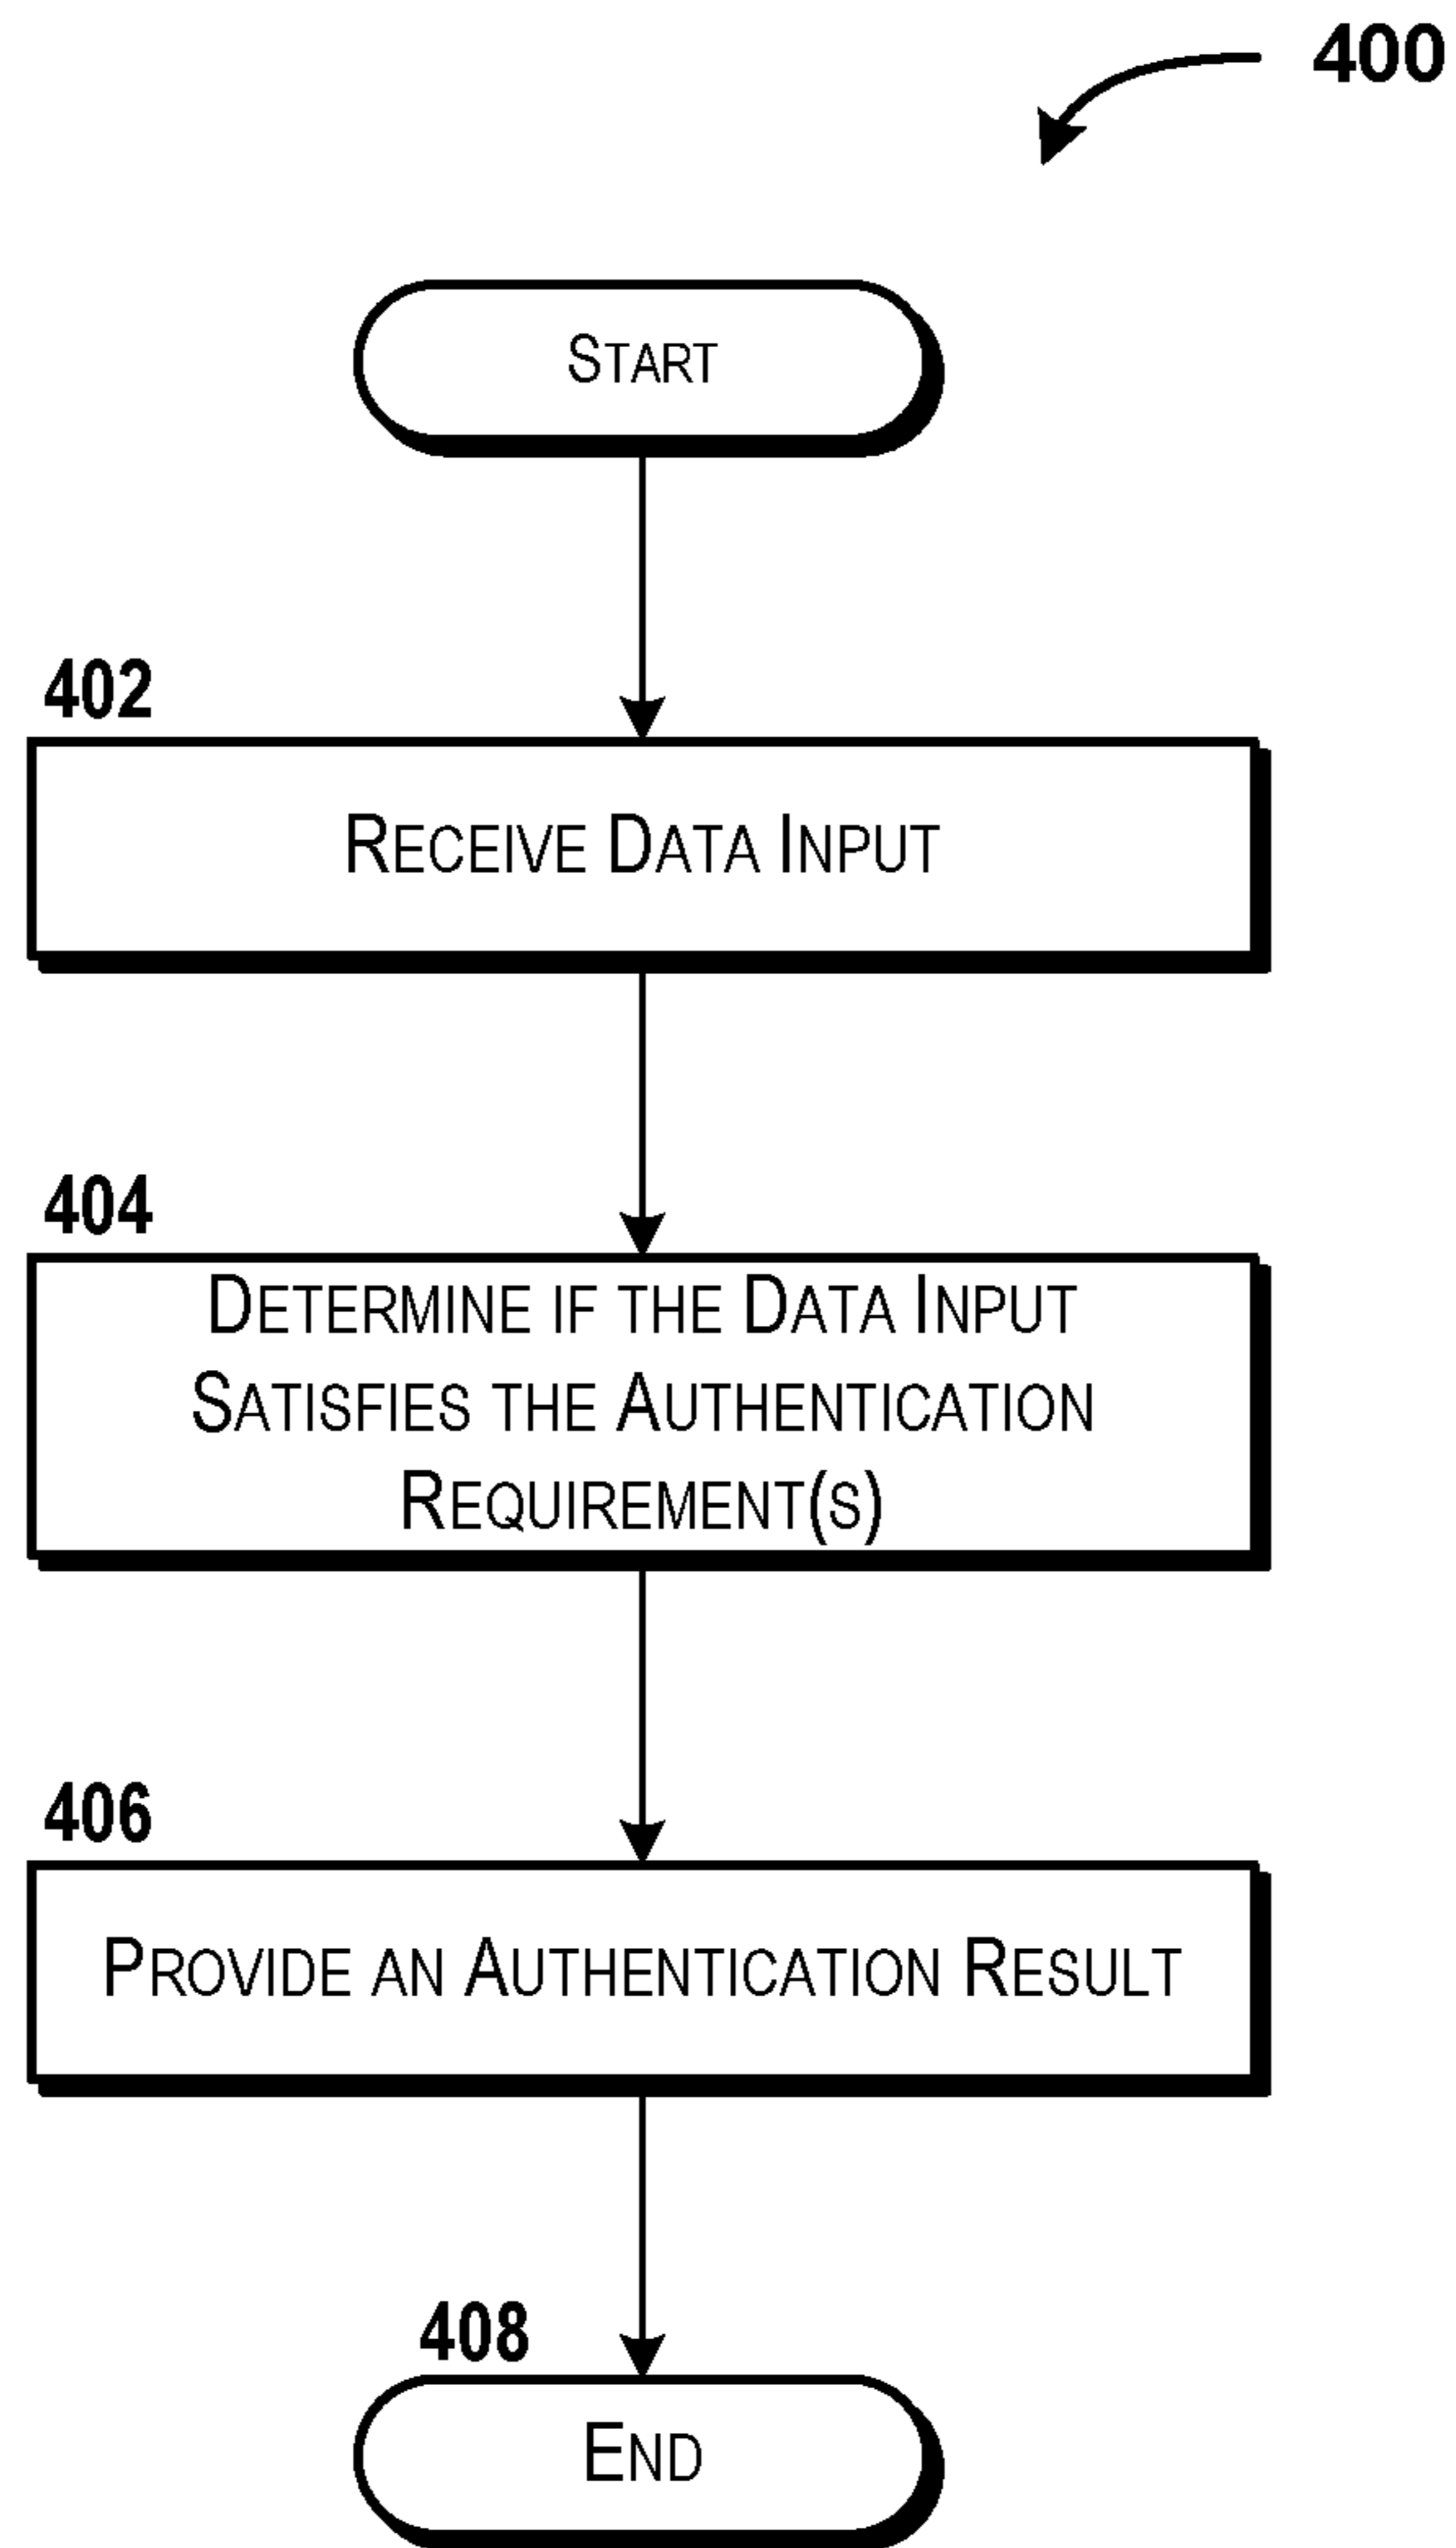 400
START
402
RECEIVE DATA INPUT
404
DETERMINE IF THE DATA INPUT
SATISFIES THE AUTHENTICATION
REQUIREMENT(S)
406
PROVIDE AN AUTHENTICATION RESULT
408
END